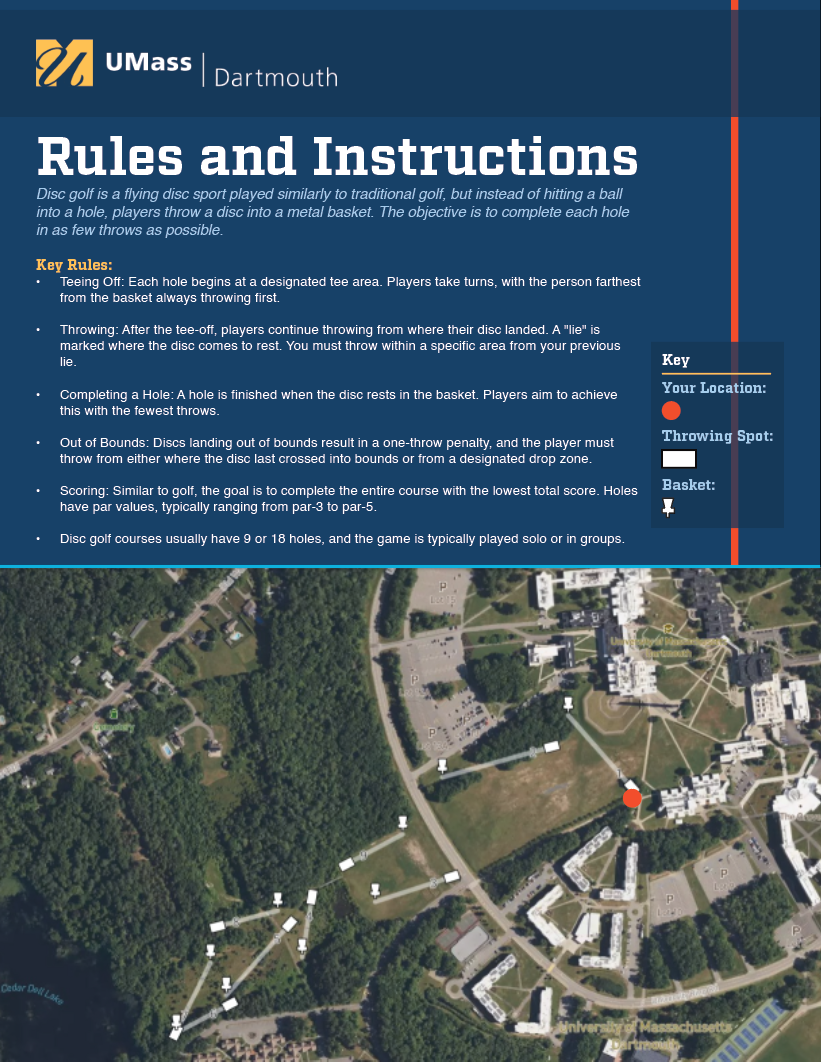 UMass | Dartmouth
Rules and Instructions
Disc golf is a flying disc sport played similarly to traditional golf, but instead of hitting a ball
into a hole, players throw a disc into a metal basket. The objective is to complete each hole
in as few throws as possible.
Key Rules:
• Teeing Off: Each hole begins at a designated tee area. Players take turns, with the person farthest
from the basket always throwing first.
• Throwing: After the tee-off, players continue throwing from where their disc landed. A "lie" is
marked where the disc comes to rest. You must throw within a specific area from your previous
lie.
• Completing a Hole: A hole is finished when the disc rests in the basket. Players aim to achieve
this with the fewest throws.
• Out of Bounds: Discs landing out of bounds result in a one-throw penalty, and the player must
throw from either where the disc last crossed into bounds or from a designated drop zone.
• Scoring: Similar to golf, the goal is to complete the entire course with the lowest total score. Holes
have par values, typically ranging from par-3 to par-5.
• Disc golf courses usually have 9 or 18 holes, and the game is typically played solo or in groups.
Key
Your Location:
Throwing Spot:
Basket:
P
University of Massachusetts
Dartmouth
P
P
P
P
P
Cedar Dell Lake
University of Massachusetts
Dartmouth